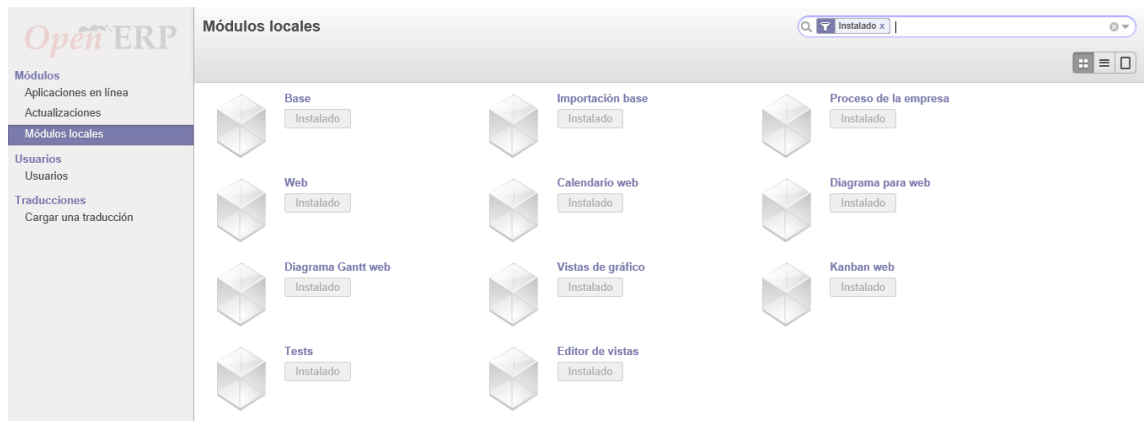 Open ERP
Módulos
Aplicaciones en línea
Actualizaciones
Módulos locales
Usuarios
Usuarios
Traducciones
Cargar una traducción
Módulos locales
Instalado x
Base
Instalado
Importación base
Instalado
Proceso de la empresa
Instalado
Web
Instalado
Calendario web
Instalado
Diagrama para web
Instalado
Diagrama Gantt web
Instalado
Vistas de gráfico
Instalado
Kanban web
Instalado
Tests
Instalado
Editor de vistas
Instalado